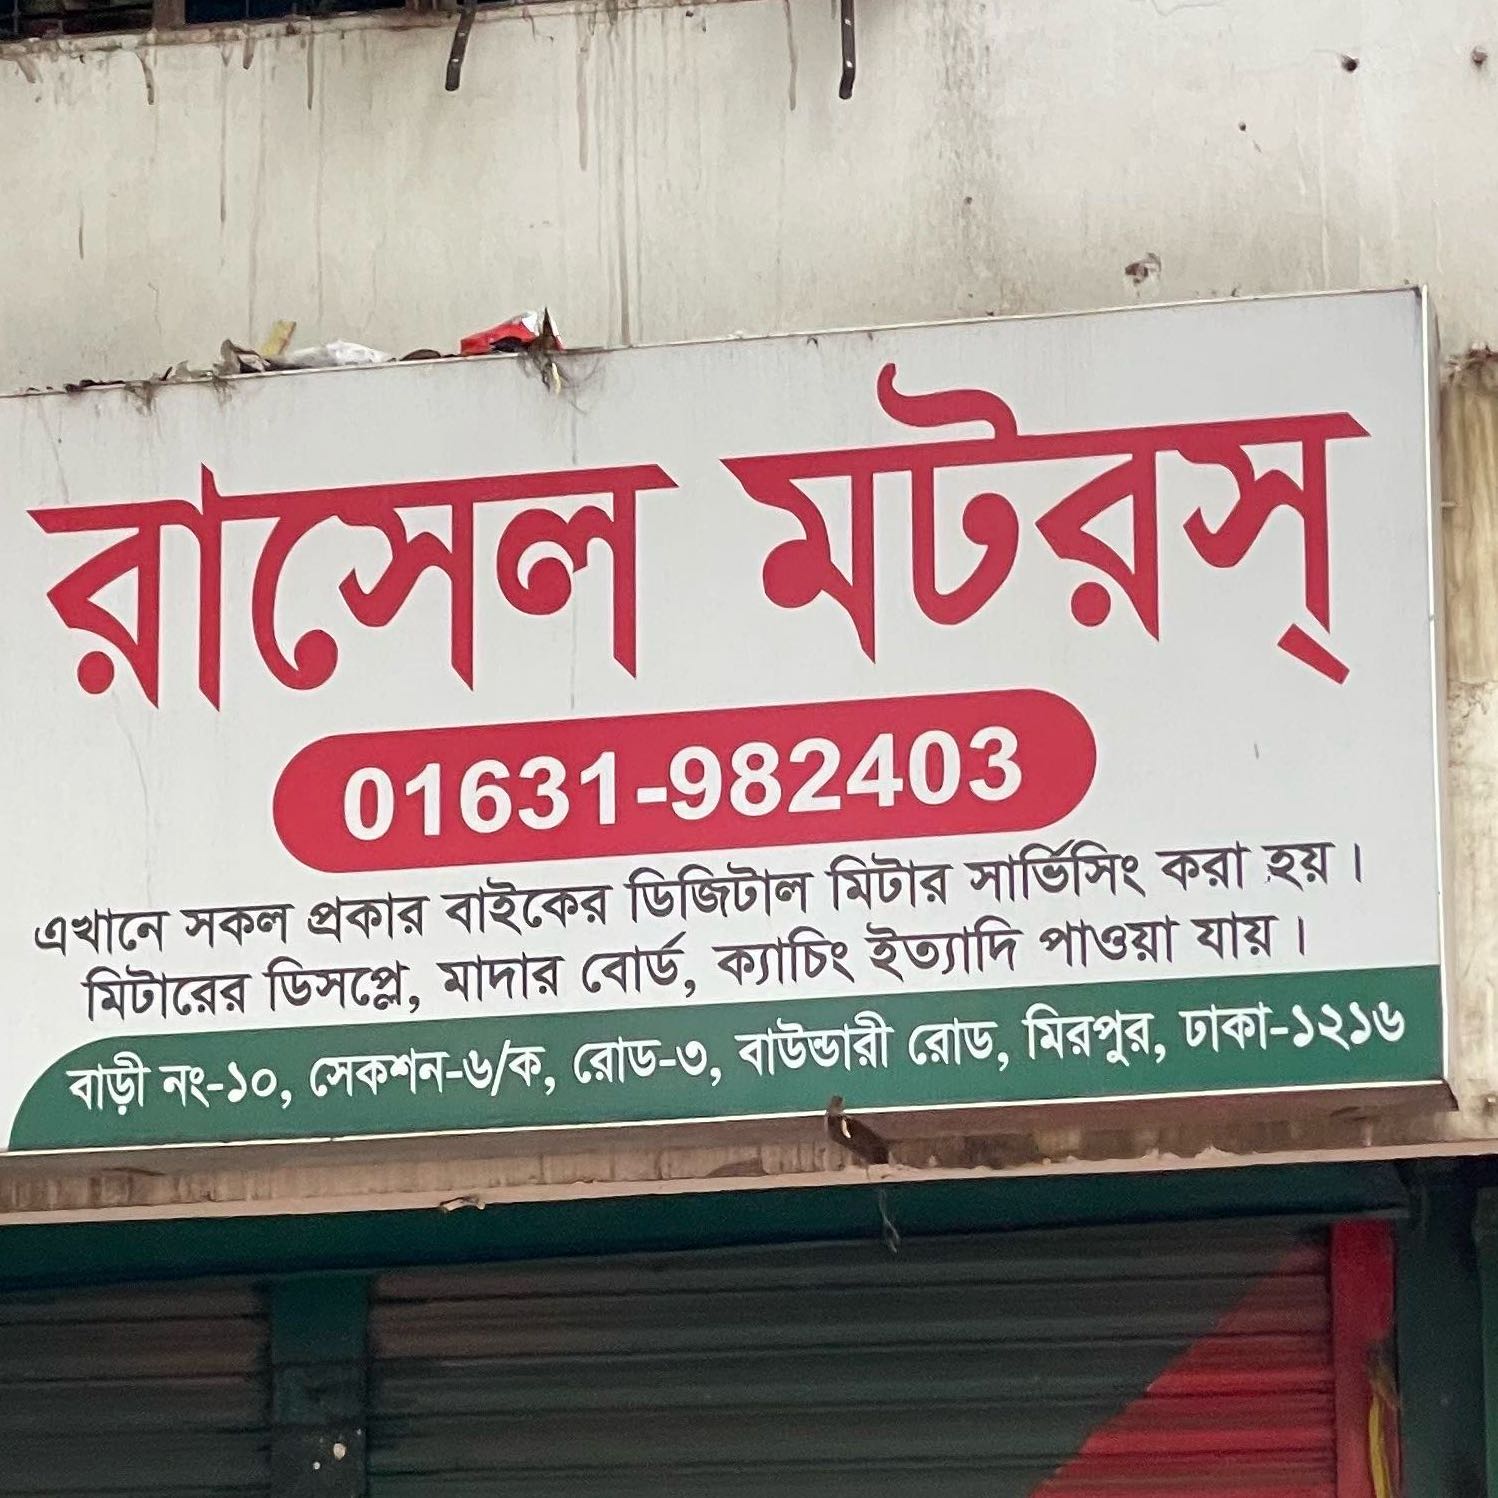 রাসেল মটরস্
01631-982403
এখানে সকল প্রকার বাইকের ডিজিটাল মিটার সার্ভিসিং করা হয়।
মিটারের ডিসপ্লে, মাদার বোর্ড, ক্যাচিং ইত্যাদি পাওয়া যায়।
বাড়ী নং-১০, সেকশন-৬/ক, রোড-৩, বাউন্ডারী রোড, মিরপুর, ঢাকা-১২১৬